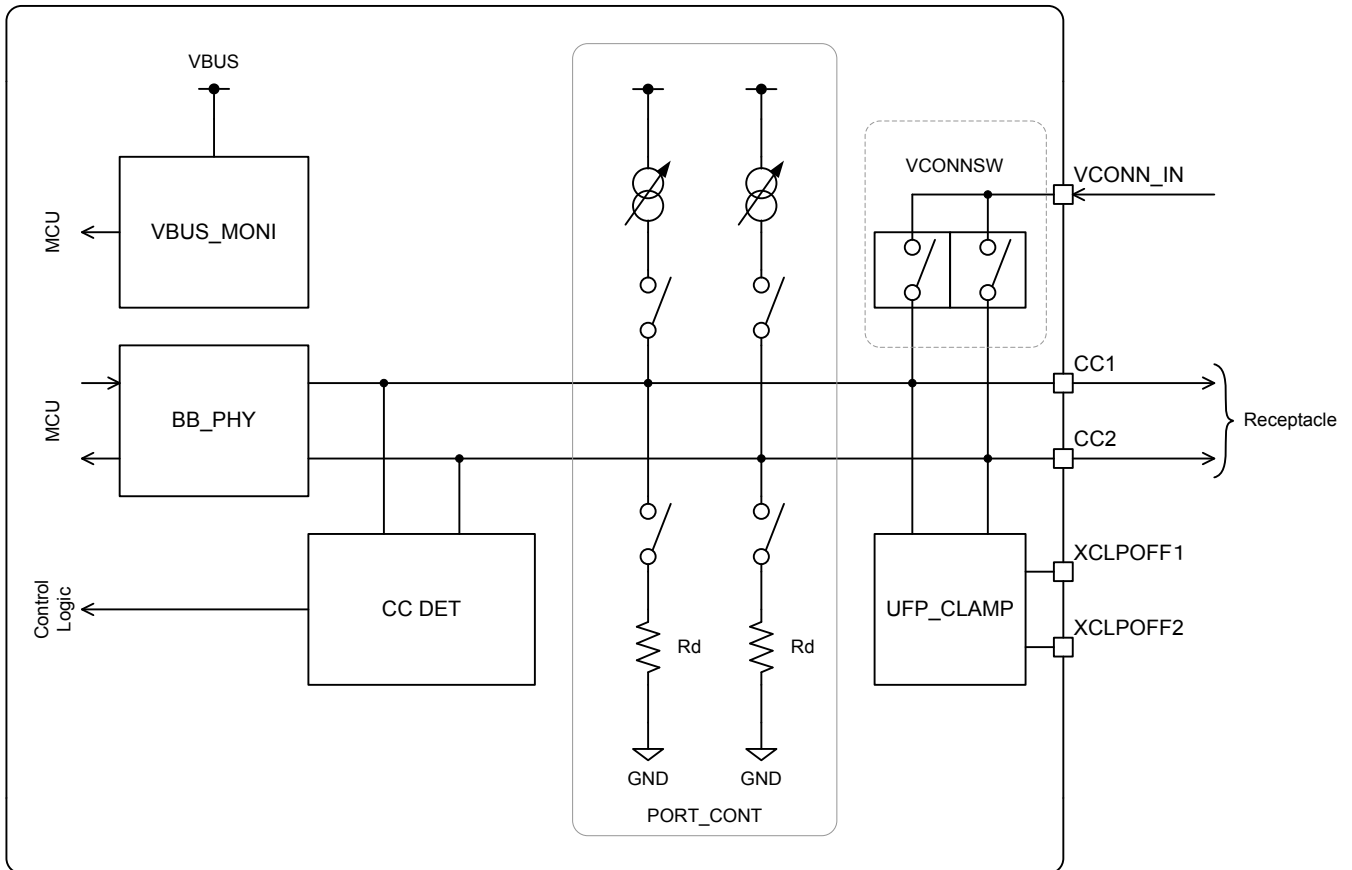 VBUS
VCONNSW
VCONN_IN
MCU
VBUS_MONI
CC1
MCU
BB_PHY
Receptacle
CC2
XCLPOFF1
Control
Logic
CC DET
UFP_CLAMP
XCLPOFF2
Rd
Rd
GND
GND
PORT_CONT